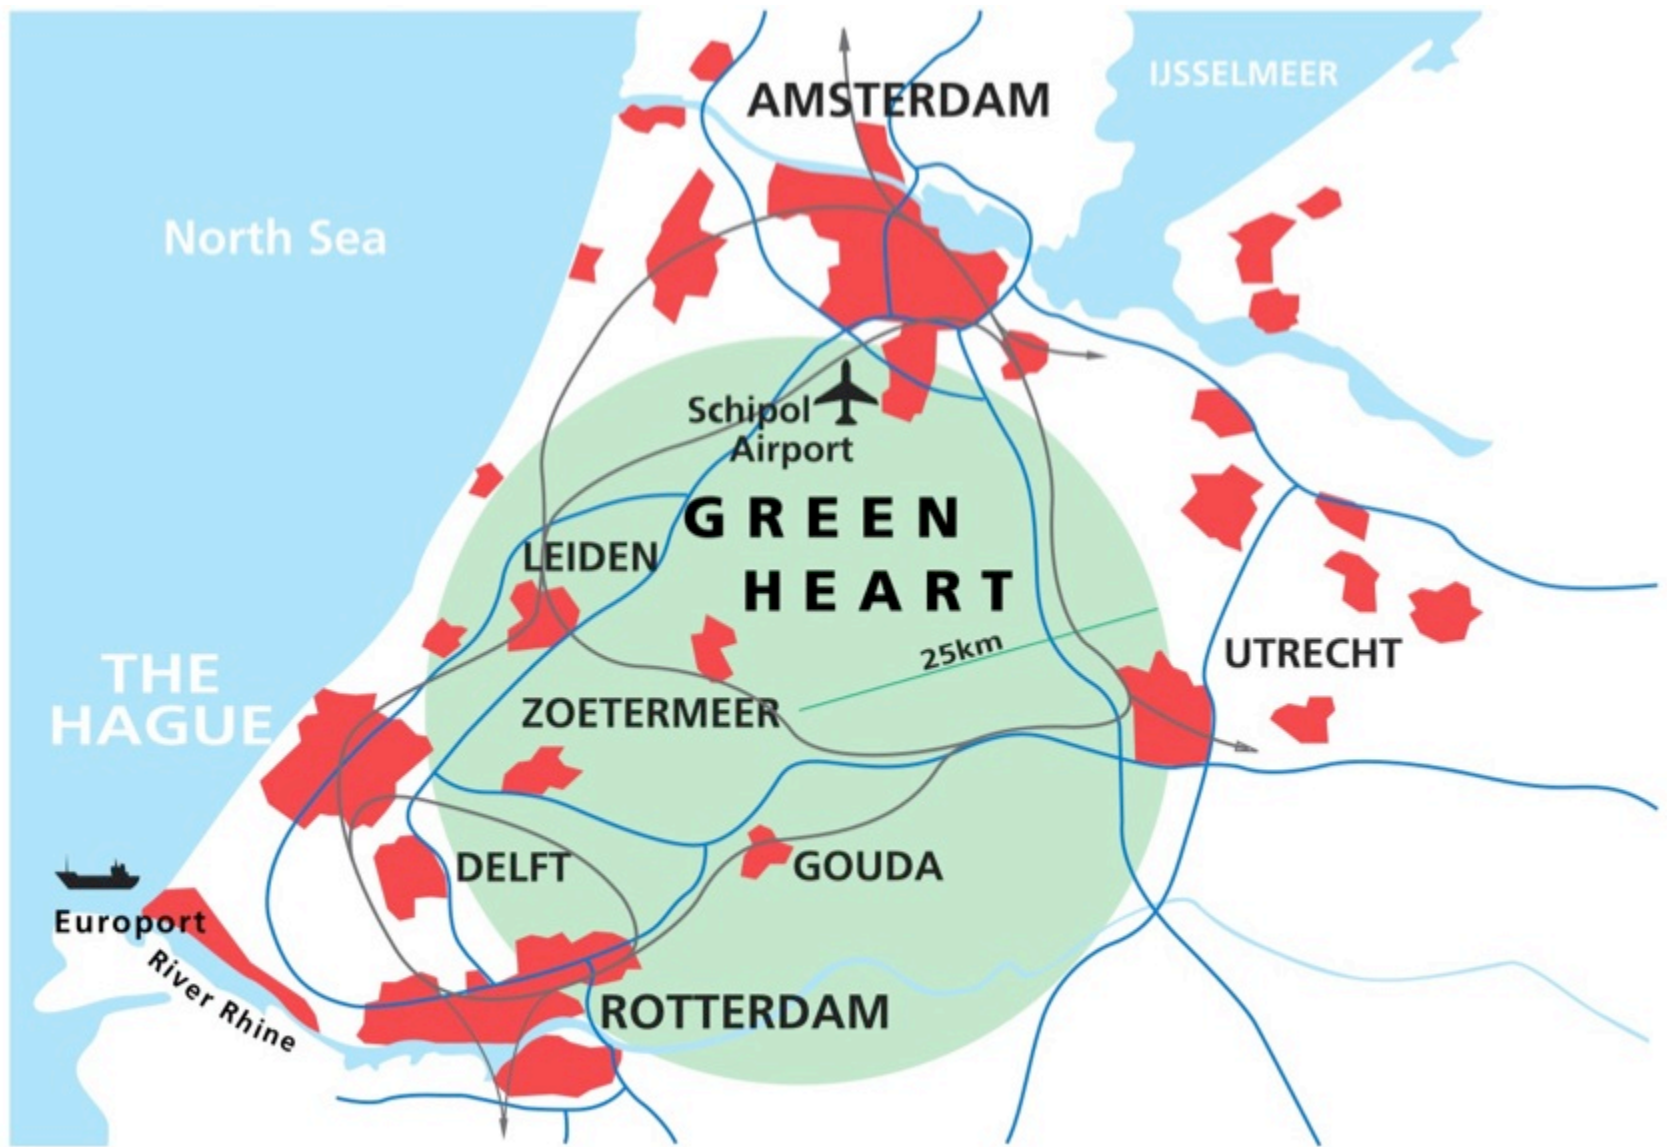 AMSTERDAM
IJSSELMEER
North Sea
Schipol
Airport
GREEN
HEART
LEIDEN
25km
UTRECHT
THE
HAGUE
ZOETERMEER
DELFT
GOUDA
Europort
River Rhine
ROTTERDAM